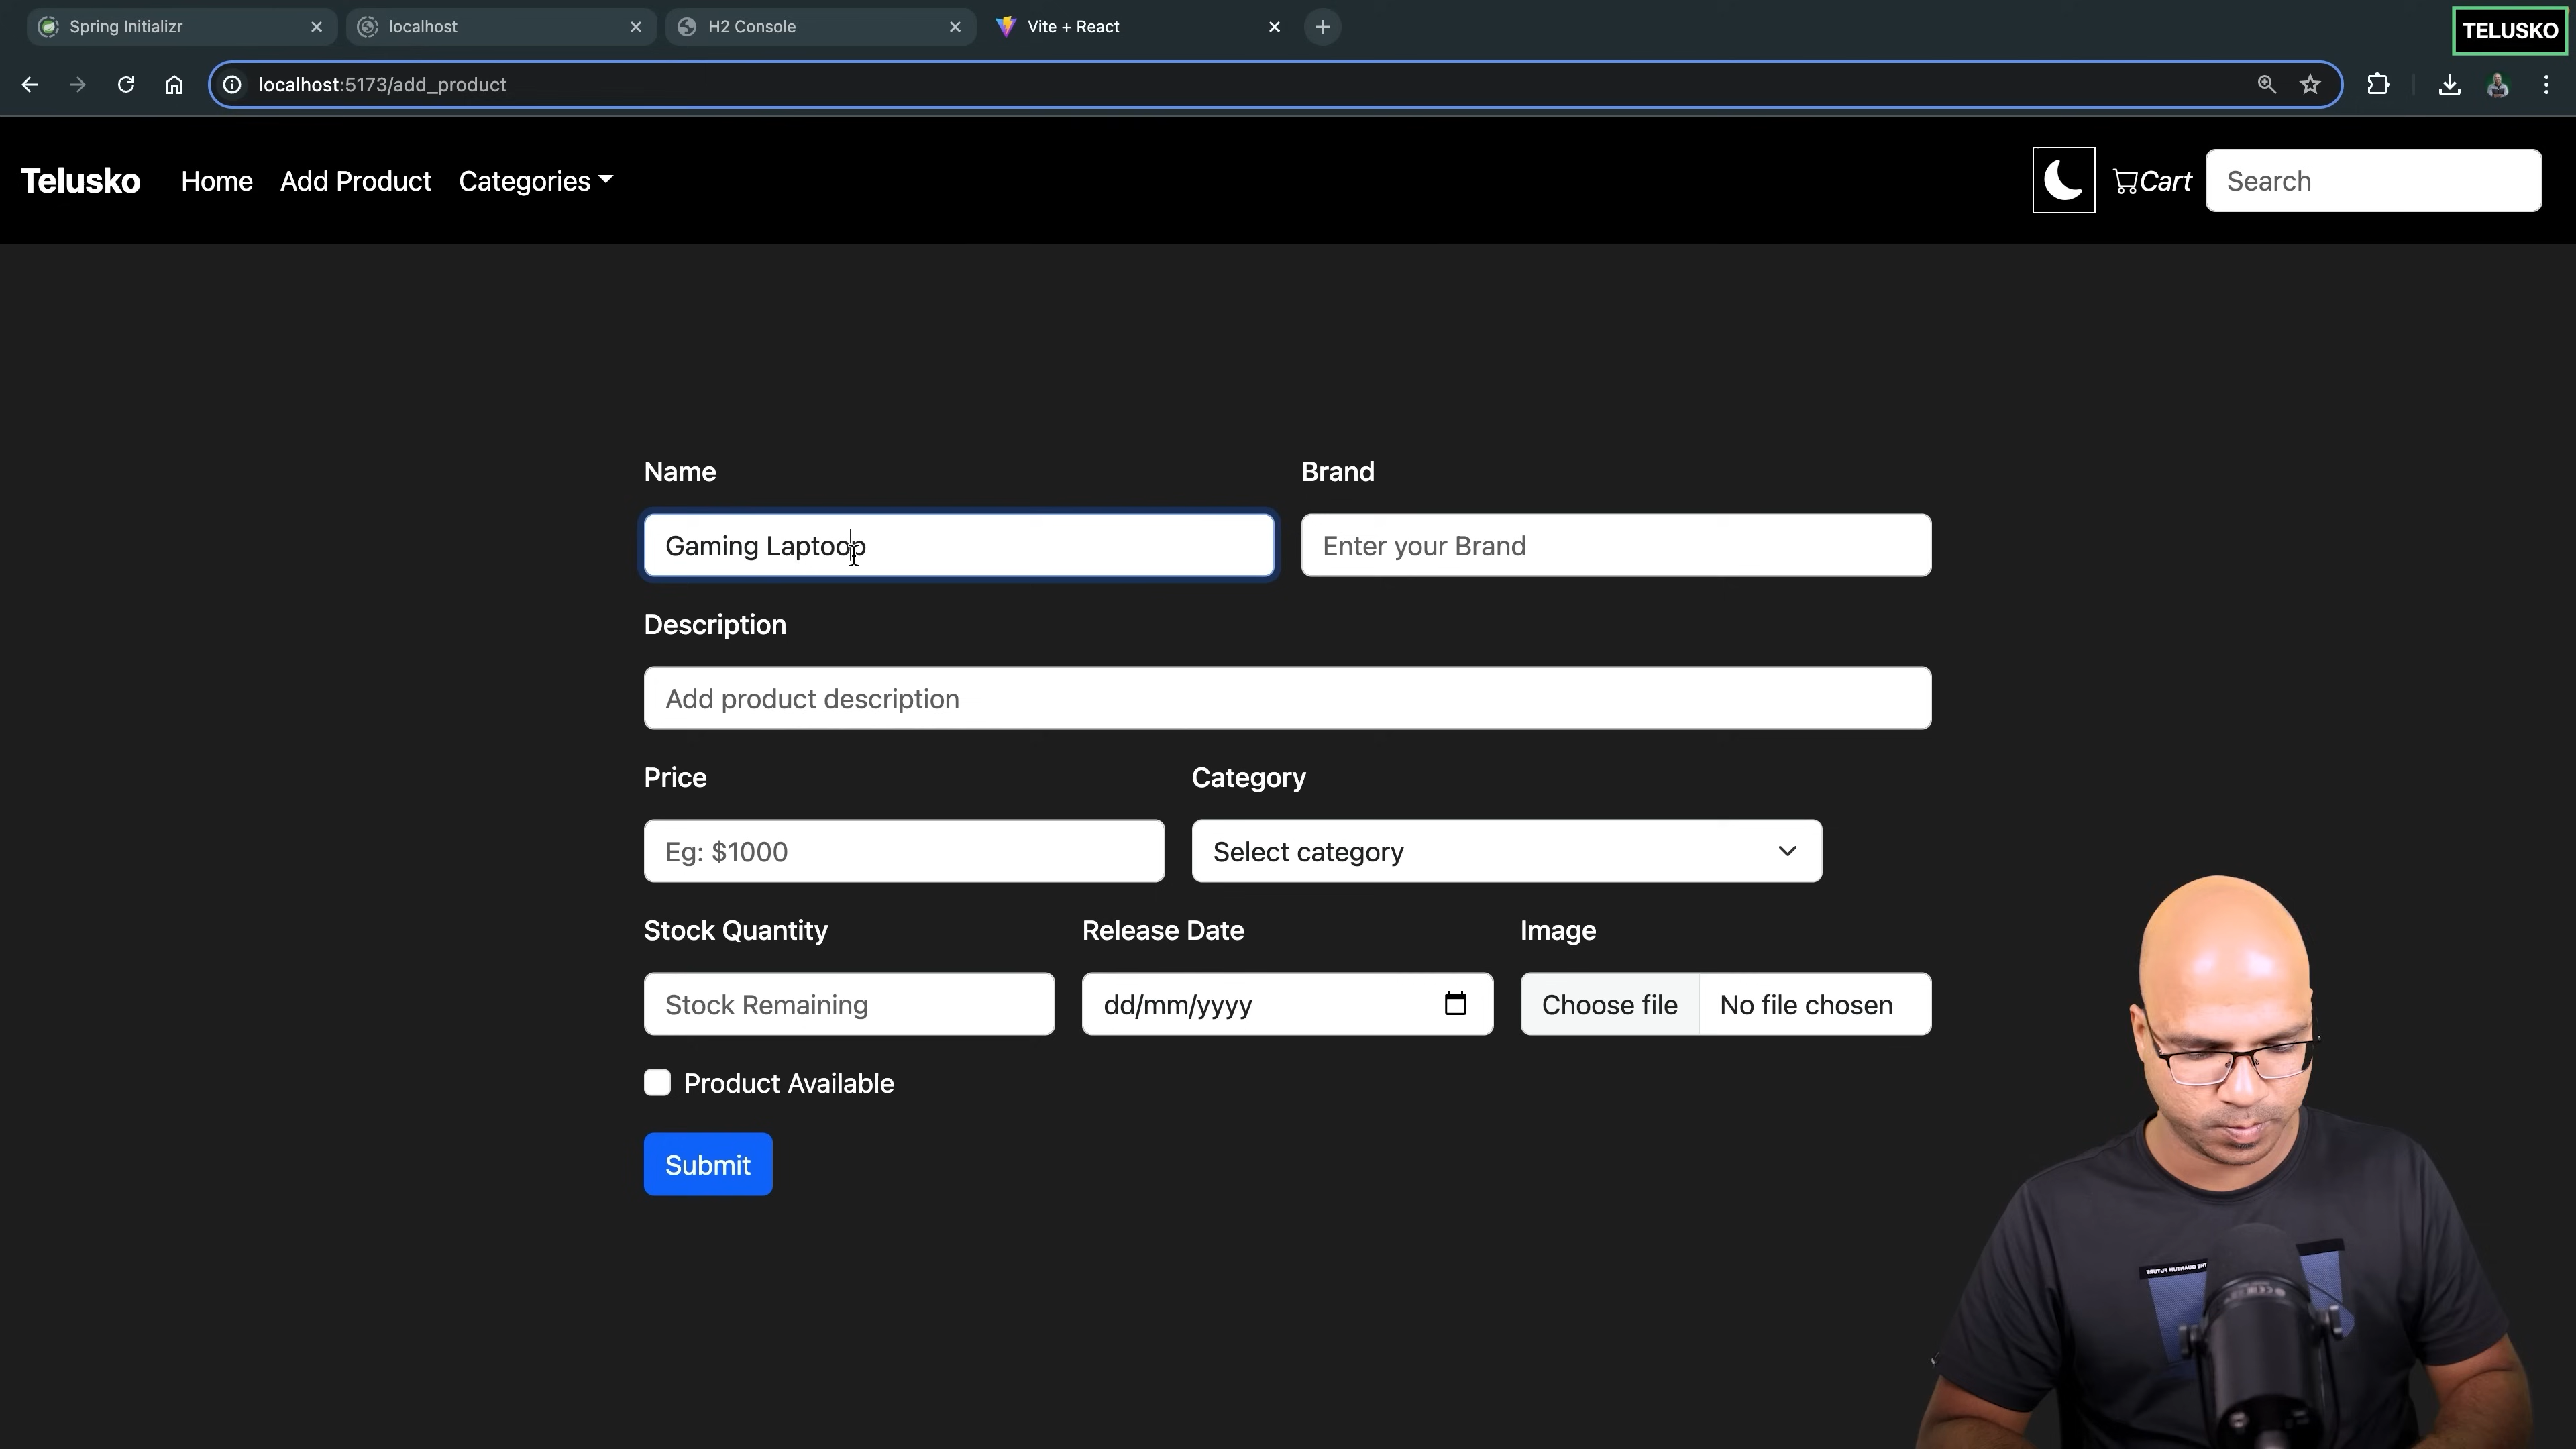 Spring Initializr
localhost
H2 Console
Vite + React
TELUSKO
localhost:5173/add_product
Telusko
Home
Add Product
Categories
Cart
Search
Name
Brand
Gaming Laptoop
Enter your Brand
Description
Add product description
Price
Category
Eg: $1000
Select category
Stock Quantity
Release Date
Image
Stock Remaining
dd/mm/yyyy
Choose file
No file chosen
Product Available
Submit